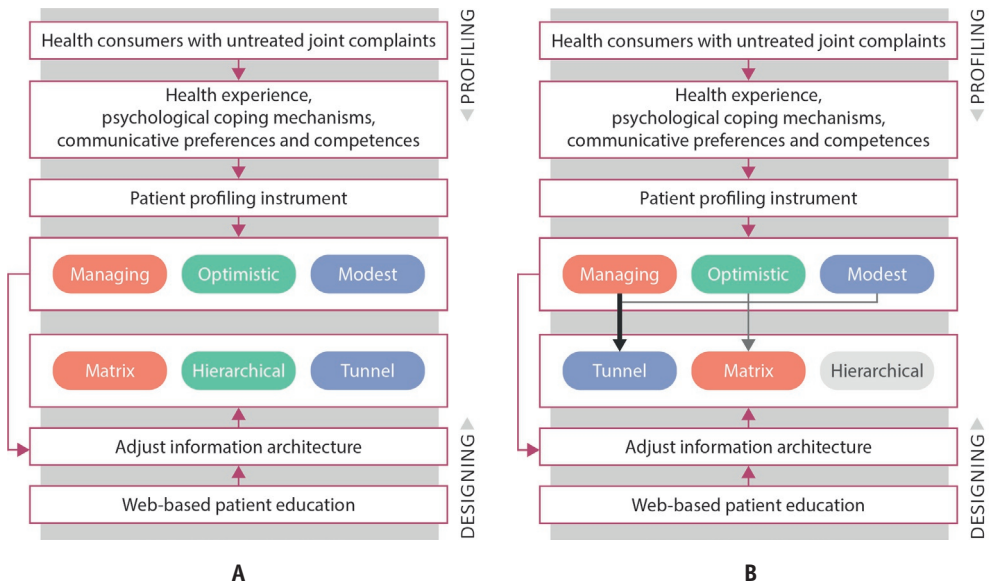 Health consumers with untreated joint complaints
Health experience,
psychological coping mechanisms,
communicative preferences and competences
Patient profiling instrument
Managing
Optimistic
Modest
Matrix
Hierarchical
Tunnel
Adjust information architecture
Web-based patient education
PROFILING
DESIGNING
A
Health consumers with untreated joint complaints
Health experience,
psychological coping mechanisms,
communicative preferences and competences
Patient profiling instrument
Managing
Optimistic
Modest
Tunnel
Matrix
Hierarchical
Adjust information architecture
Web-based patient education
PROFILING
DESIGNING
B